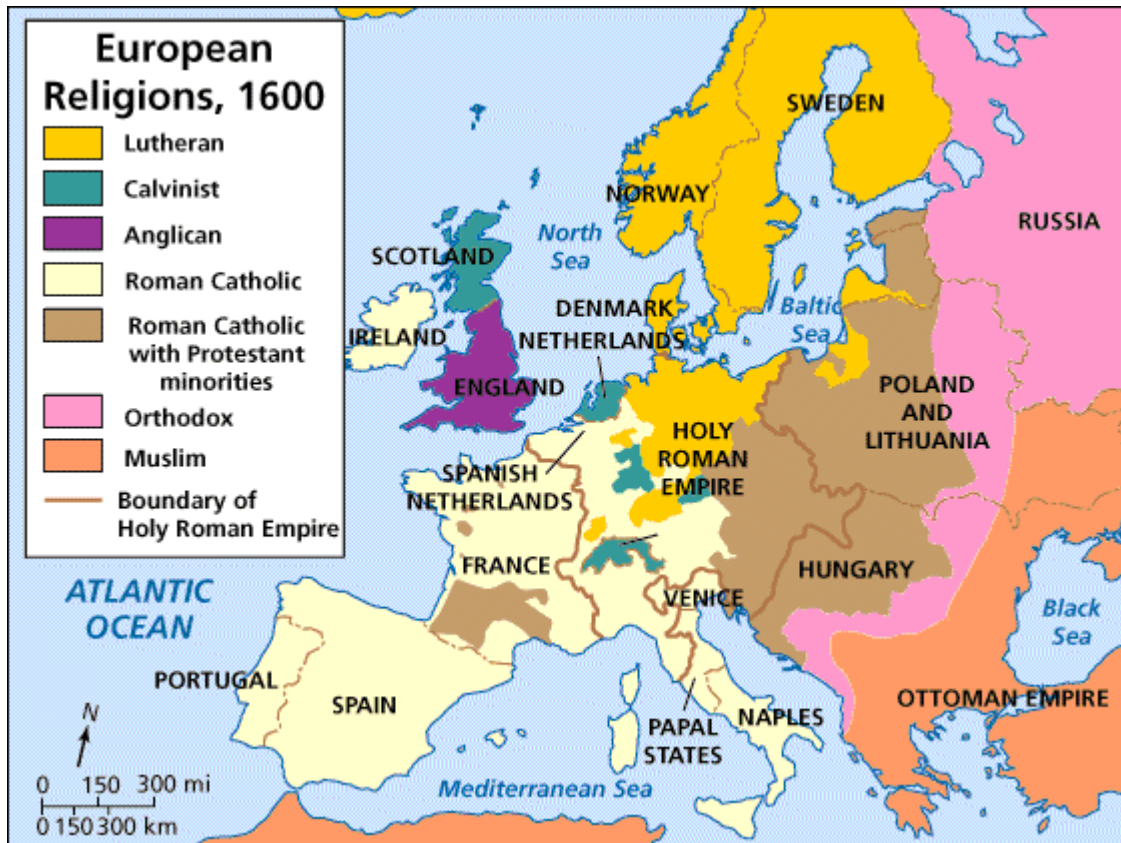 European
Religions, 1600
Lutheran
Calvinist
Anglican
Roman Catholic
Roman Catholic
with Protestant
minorities
Orthodox
Muslim
Boundary of
Holy Roman Empire
SWEDEN
NORWAY
RUSSIA
North
Sea
SCOTLAND
DENMARK
Baltic
Sea
IRELAND
NETHERLANDS
ENGLAND
POLAND
AND
LITHUANIA
HOLY
ROMAN
EMPIRE
SPANISH
NETHERLANDS
FRANCE
HUNGARY
VENICE
ATLANTIC
OCEAN
Black
Sea
PORTUGAL
SPAIN
OTTOMAN EMPIRE
PAPAL
STATES
NAPLES
Mediterranean Sea
N
0 150 300 mi
0 150 300 km